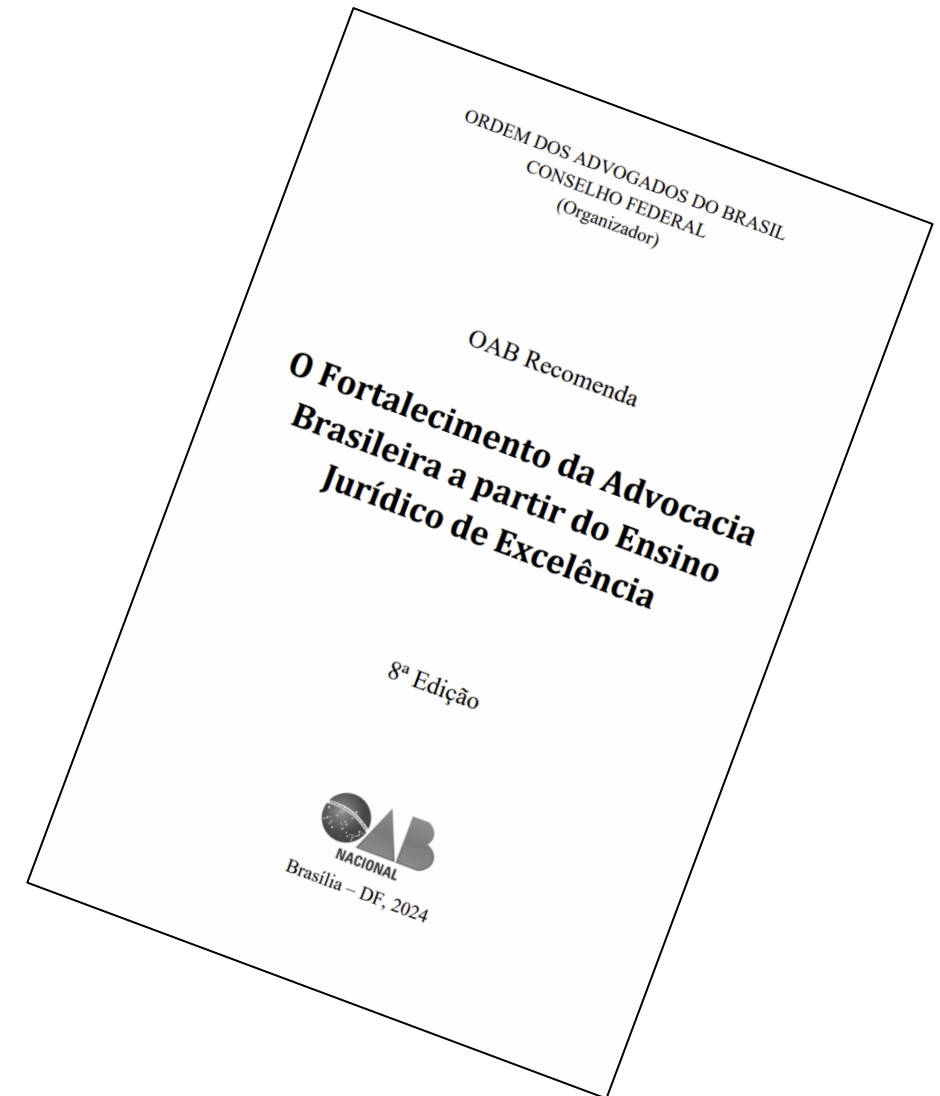 ORDEM DOS ADVOGADOS DO BRASIL
CONSELHO FEDERAL
(Organizador)
OAB Recomenda
O Fortalecimento da Advocacia
Brasileira a partir do Ensino
Jurídico de Excelência
8ª Edição
OAB
NACIONAL
Brasília – DF, 2024